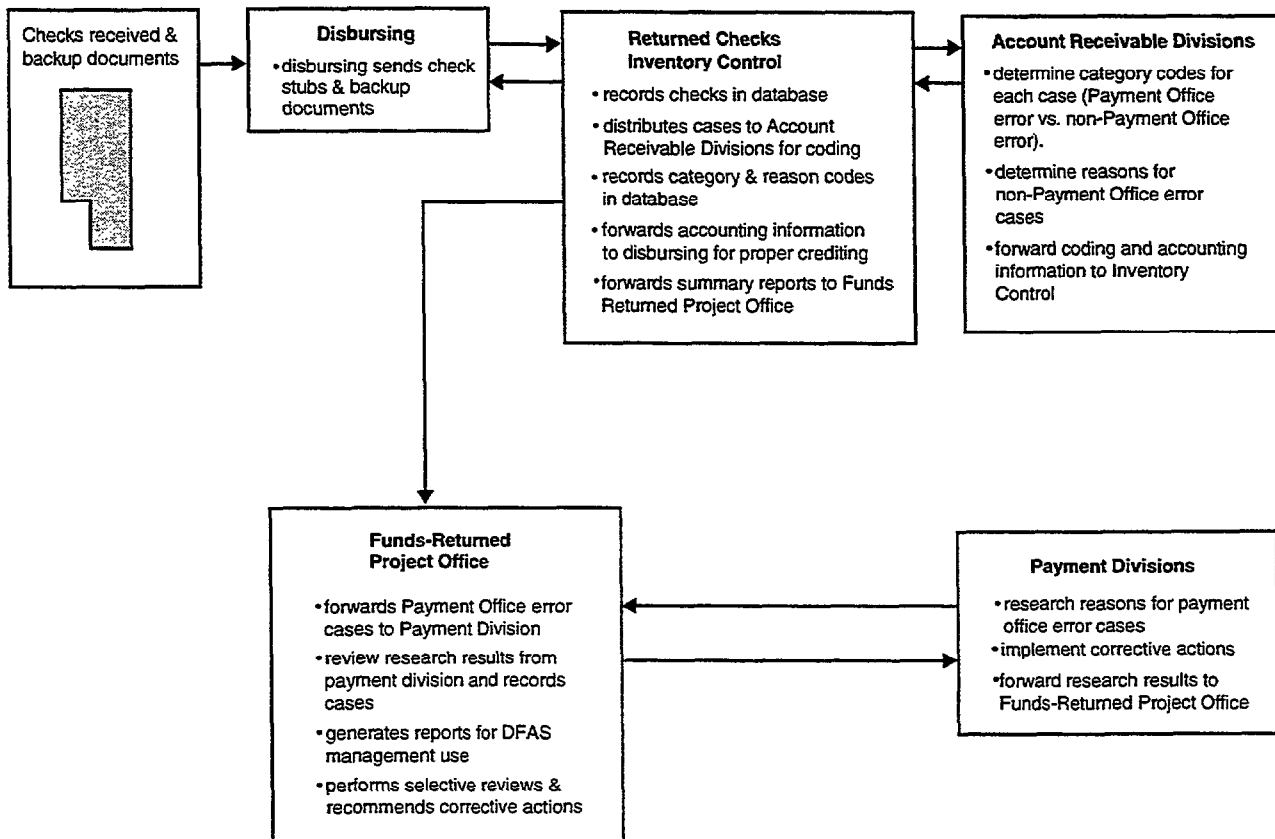 Checks received &
backup documents
Disbursing
•disbursing sends check
stubs & backup
documents
Returned Checks
Inventory Control
• records checks in database
• distributes cases to Account
Receivable Divisions for coding
•records category & reason codes
in database
• forwards accounting information
to disbursing for proper crediting
•forwards summary reports to Funds
Returned Project Office
Account Receivable Divisions
• determine category codes for
each case (Payment Office
error vs. non-Payment Office
error).
•determine reasons for
non-Payment Office error
cases
•forward coding and accounting
information to Inventory
Control
Funds-Returned
Project Office
•forwards Payment Office error
cases to Payment Division
•review research results from
payment division and records
cases
•generates reports for DFAS
management use
•performs selective reviews &
recommends corrective actions
Payment Divisions
•research reasons for payment
office error cases
•implement corrective actions
•forward research results to
Funds-Returned Project Office